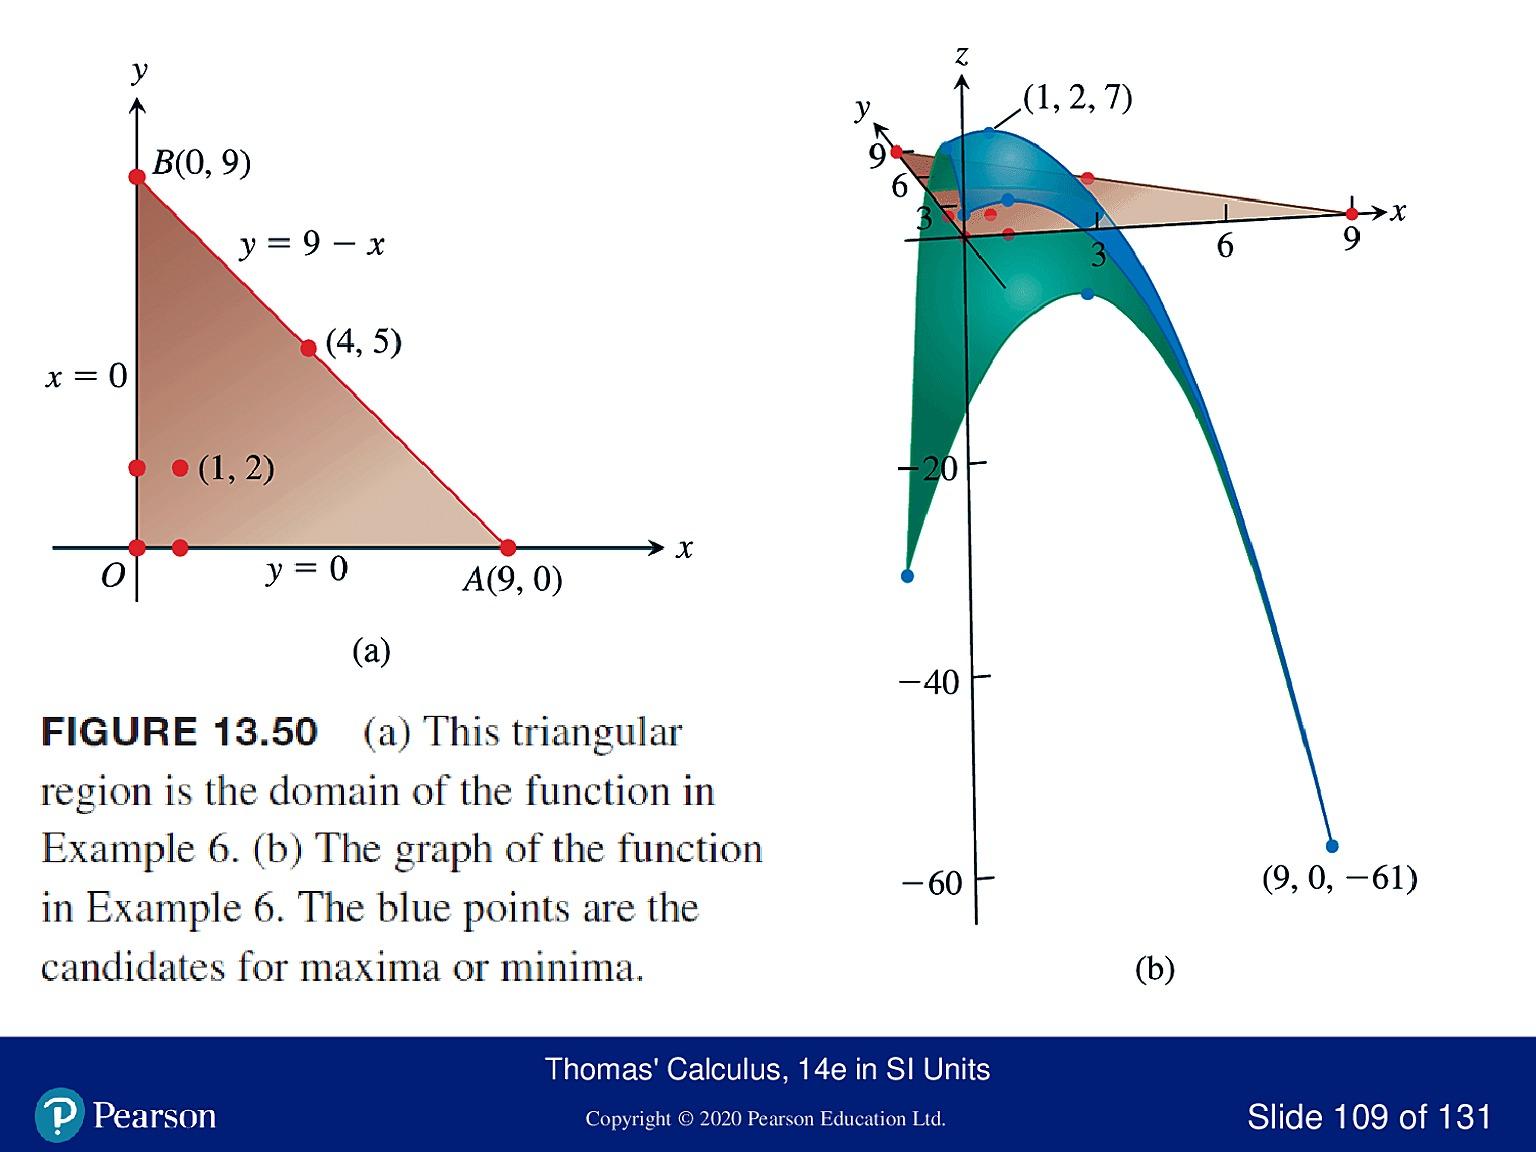 y
B(0, 9)
y = 9 − x
(4, 5)
x = 0
(1, 2)
x
O
y = 0
A(9, 0)
(a)
z
(1, 2, 7)
y
9
6
3
x
3
6
9
−20
−40
−60
(9, 0, −61)
(b)
FIGURE 13.50 (a) This triangular
region is the domain of the function in
Example 6. (b) The graph of the function
in Example 6. The blue points are the
candidates for maxima or minima.
Thomas' Calculus, 14e in SI Units
Pearson
Copyright © 2020 Pearson Education Ltd.
Slide 109 of 131